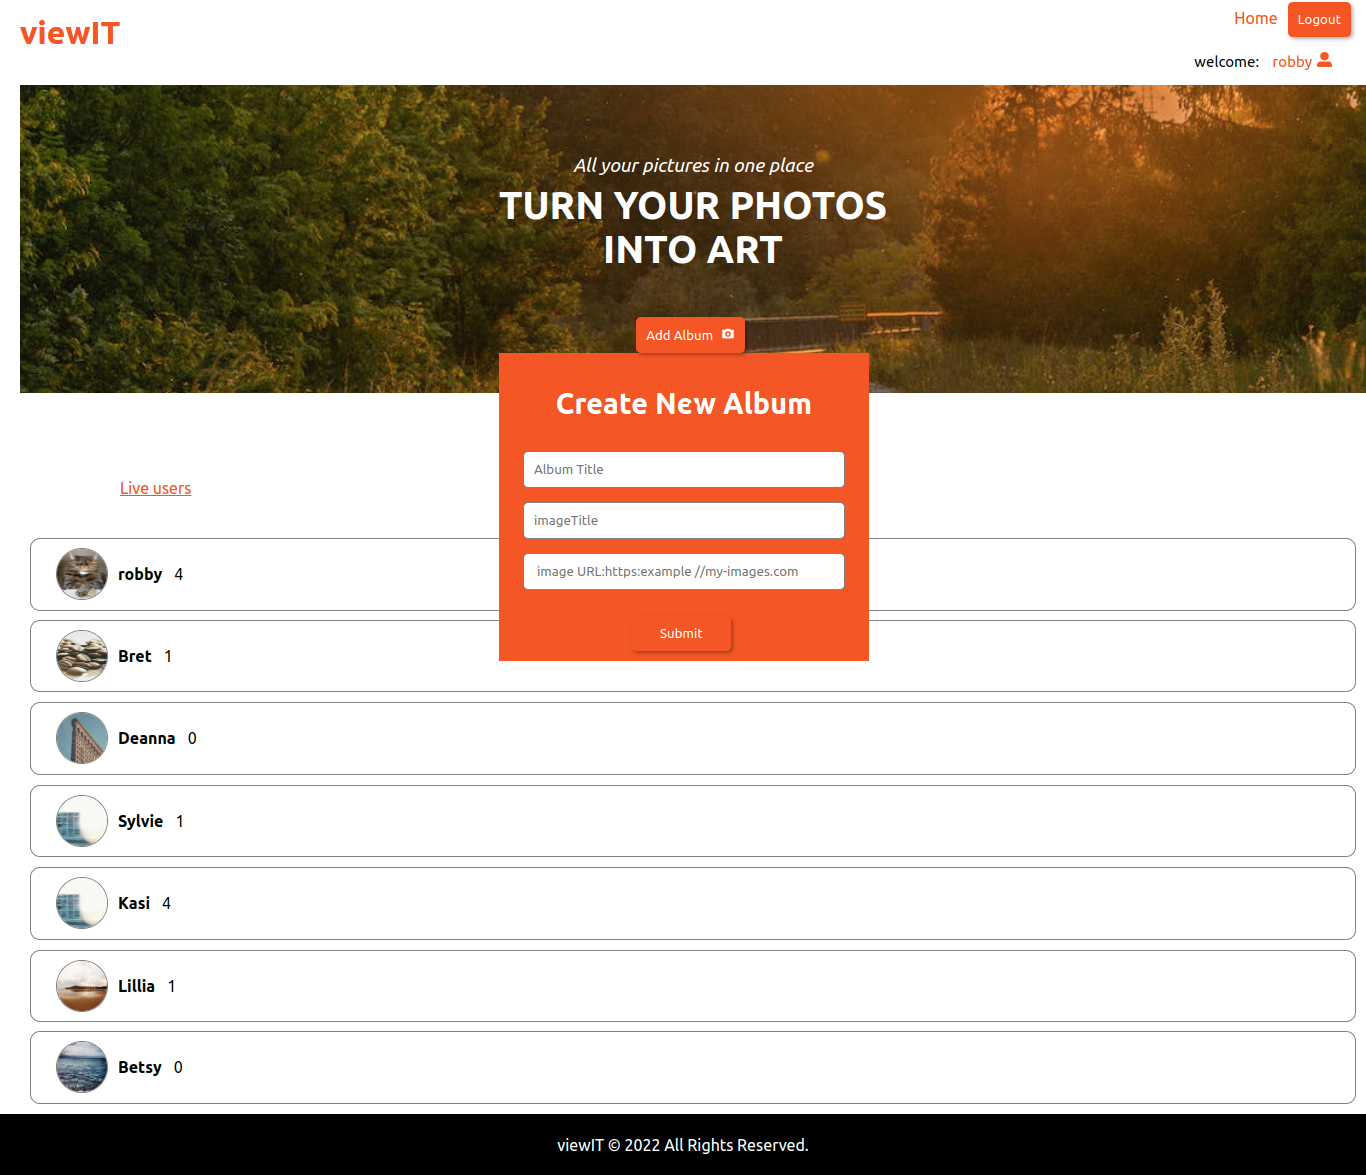 viewIT
Home
Logout
welcome: robby
All your pictures in one place
TURN YOUR PHOTOS
INTO ART
Add Album
Create New Album
Album Title
imageTitle
image URL:https:example //my-images.com
Submit
Live users
robby 4
Bret 1
Deanna 0
Sylvie 1
Kasi 4
Lillia 1
Betsy 0
viewIT © 2022 All Rights Reserved.